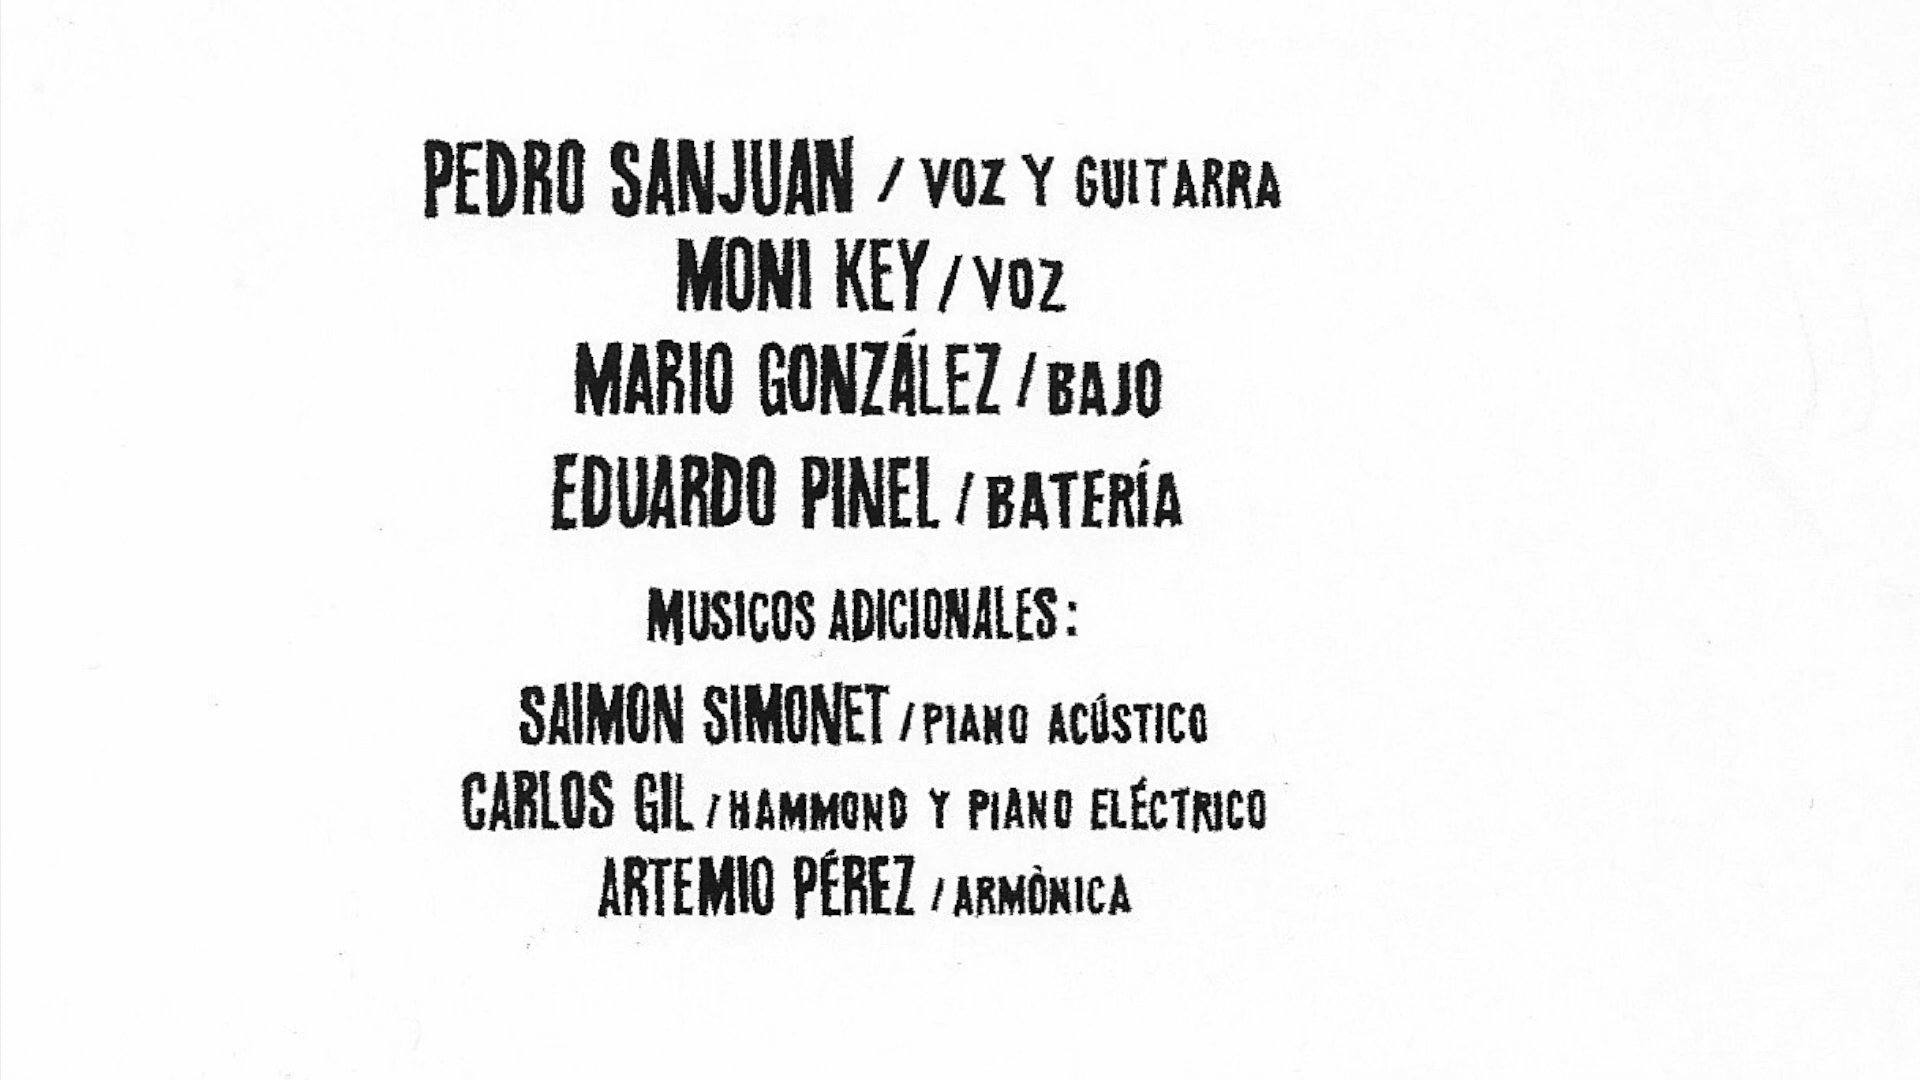 PEDRO SANJUAN / VOZ Y GUITARRA
MONI KEY / VOZ
MARIO GONZÁLEZ / BAJO
EDUARDO PINEL / BATERÍA
MUSICOS ADICIONALES:
SAIMON SIMONET / PIANO ACÚSTICO
CARLOS GIL / HAMMOND Y PIANO ELÉCTRICO
ARTEMIO PÉREZ / ARMÒNICA